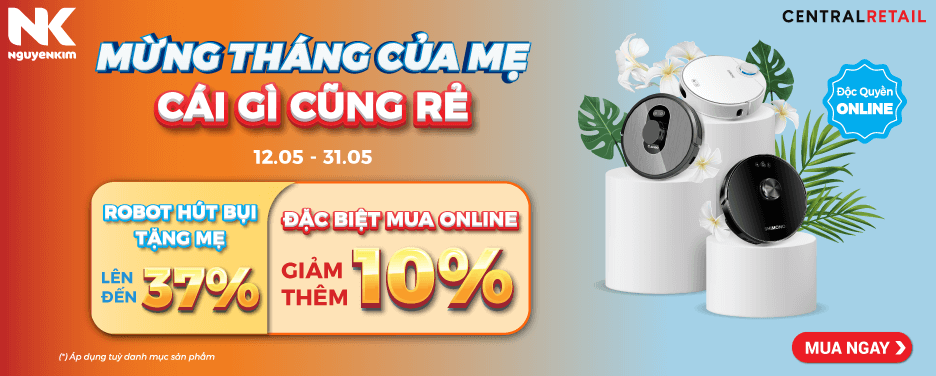 NK
NGUYENKIM
CENTRALRETAIL
MỪNG THÁNG CỦA MẸ
CÁI GÌ CŨNG RẺ
12.05 - 31.05
Độc Quyền
ONLINE
ROBOT HÚT BỤI
TẶNG MẸ
LÊN
ĐẾN
37%
ĐẶC BIỆT MUA ONLINE
GIẢM
THÊM
10%
(*) Áp dụng tuỳ danh mục sản phẩm
MUA NGAY